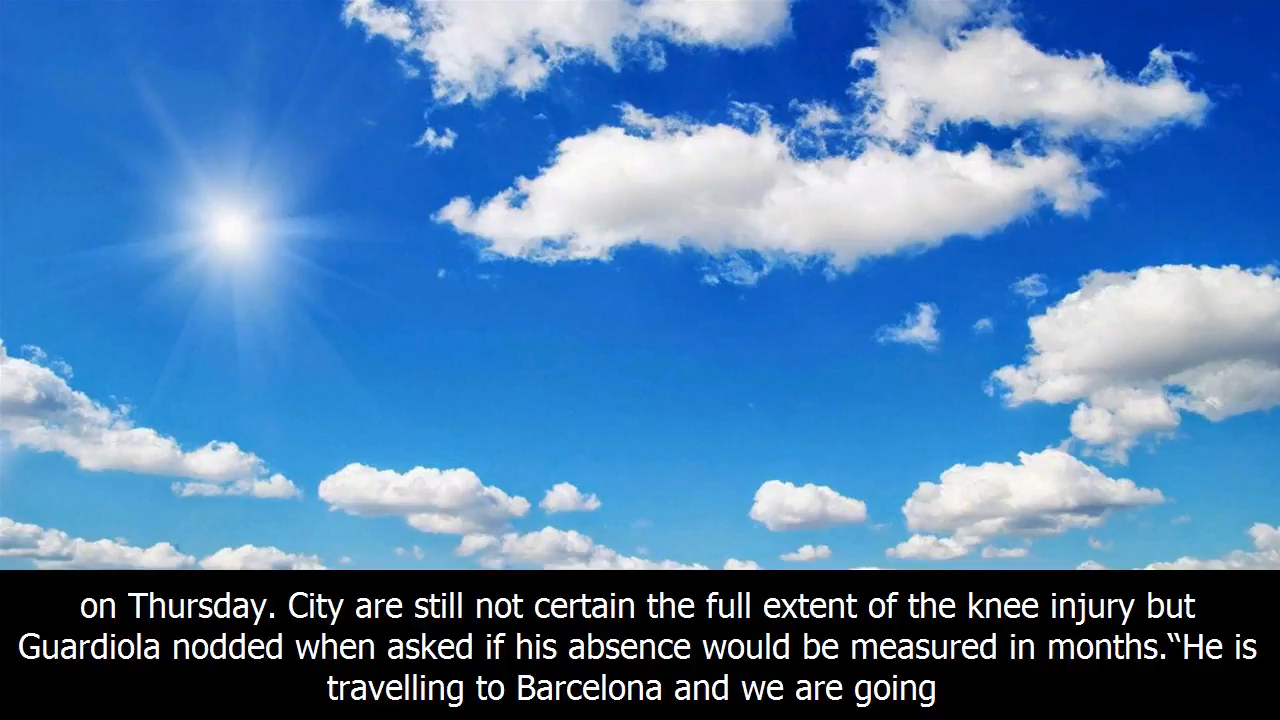 on Thursday. City are still not certain the full extent of the knee injury but
Guardiola nodded when asked if his absence would be measured in months.“He is
travelling to Barcelona and we are going